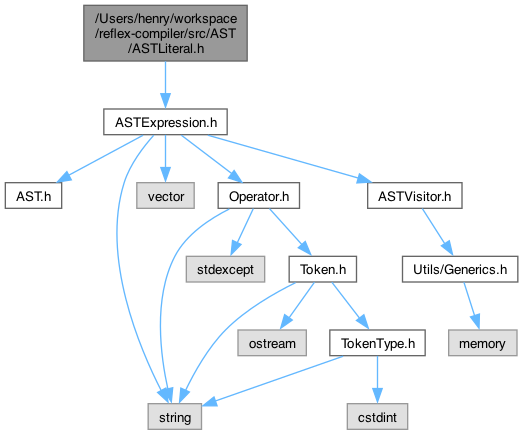 /Users/henry/workspace
/reflex-compiler/src/AST
/ASTLiteral.h
ASTExpression.h
AST.h
vector
Operator.h
ASTVisitor.h
stdexcept
Token.h
Utils/Generics.h
ostream
TokenType.h
memory
string
cstdint